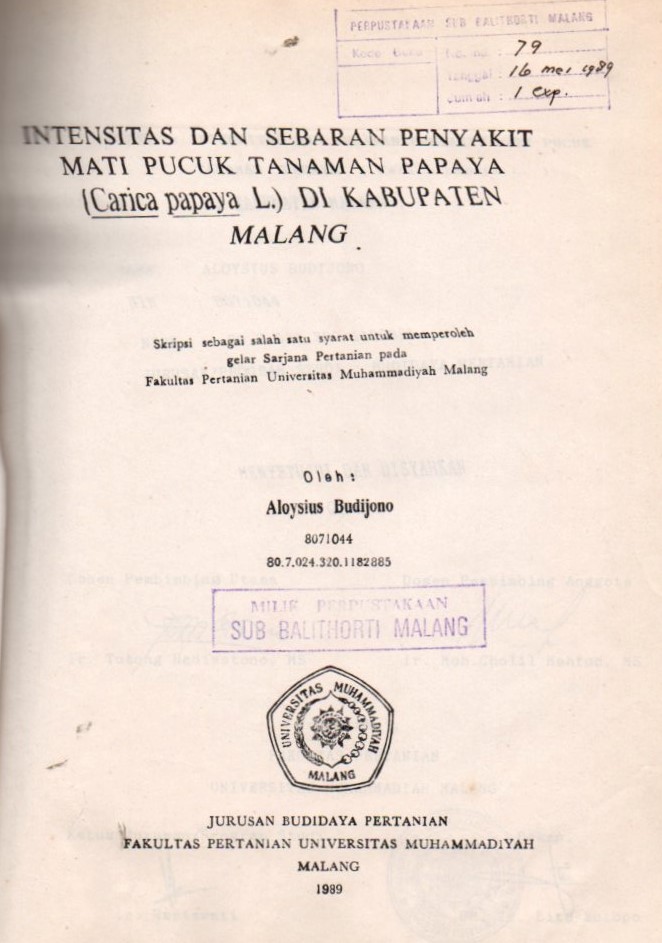 PERPUSTAKAAN SUB BALITHORTI MALANG
79
Tanggal : 16 mei 1989
1 exp.
INTENSITAS DAN SEBARAN PENYAKIT
MATI PUCUK TANAMAN PAPAYA
(Carica papaya L.) DI KABUPATEN
MALANG
Skripsi sebagai salah satu syarat untuk memperoleh
gelar Sarjana Pertanian pada
Fakultas Pertanian Universitas Muhammadiyah Malang
Oleh :
Aloysius Budijono
8071044
80.7.024.320.1182885
MILIK PERPUSTAKAAN
SUB BALITHORTI MALANG
UNIVERSITAS MUHAMMADIYAH
MALANG
JURUSAN BUDIDAYA PERTANIAN
FAKULTAS PERTANIAN UNIVERSITAS MUHAMMADIYAH
MALANG
1989